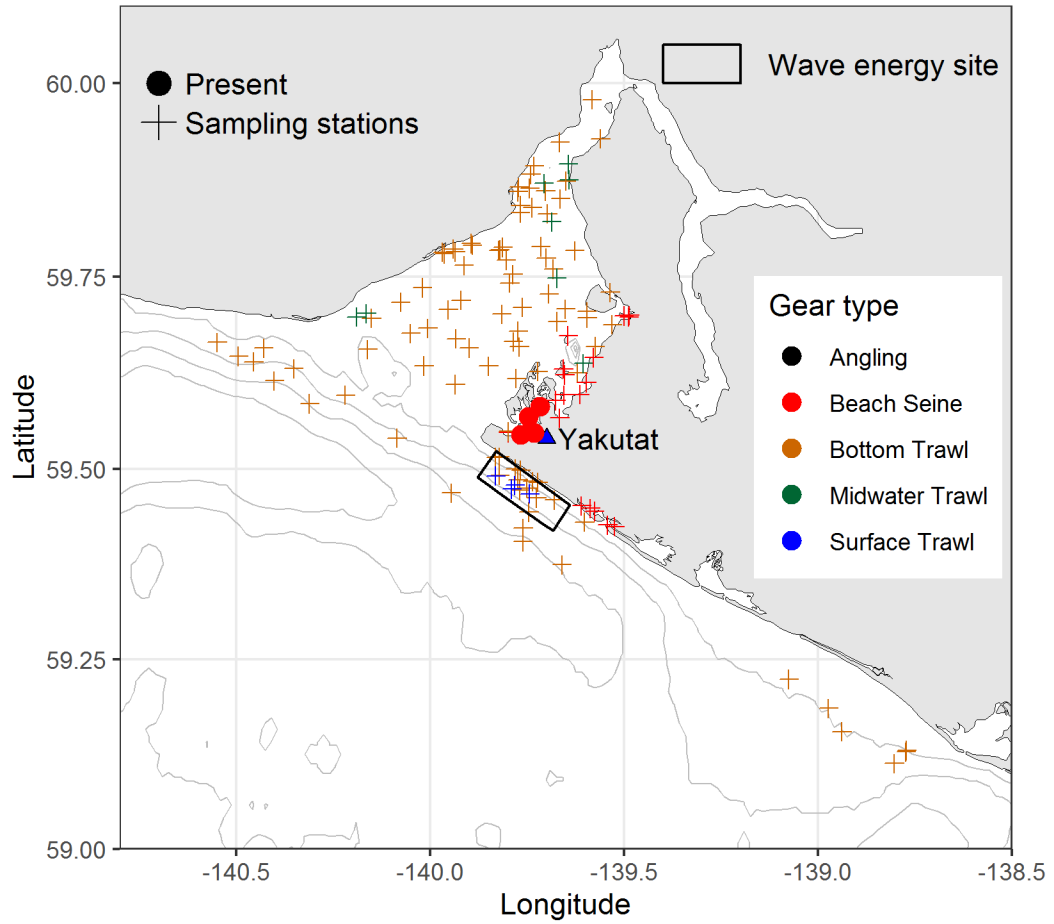 Present
Sampling stations
Wave energy site
60.00
59.75
59.50
59.25
59.00
Latitude
Yakutat
Gear type
Angling
Beach Seine
Bottom Trawl
Midwater Trawl
Surface Trawl
-140.5
-140.0
-139.5
-139.0
-138.5
Longitude